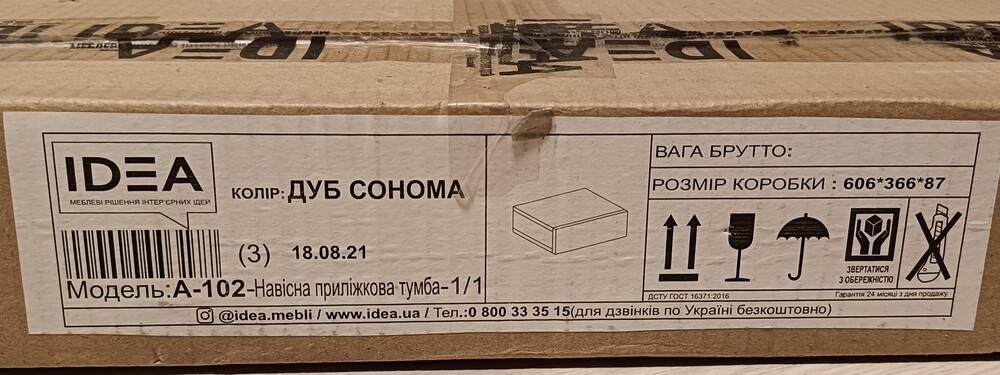 IDEA
МЕБЛЕВІ РІШЕННЯ ІНТЕР'ЄРНИХ ІДЕЙ
КОЛІР: ДУБ СОНОМА
(3) 18.08.21
Модель: А-102-Навісна приліжкова тумба-1/1
ВАГА БРУТТО:
РОЗМІР КОРОБКИ : 606*366*87
ЗВЕРТАТИСЯ
З ОБЕРЕЖНІСТЮ
ДСТУ ГОСТ 16371:2016
Гарантія 24 місяці з дня продажу
@idea.mebli / www.idea.ua / Тел.:0 800 33 35 15(для дзвінків по Україні безкоштовно)